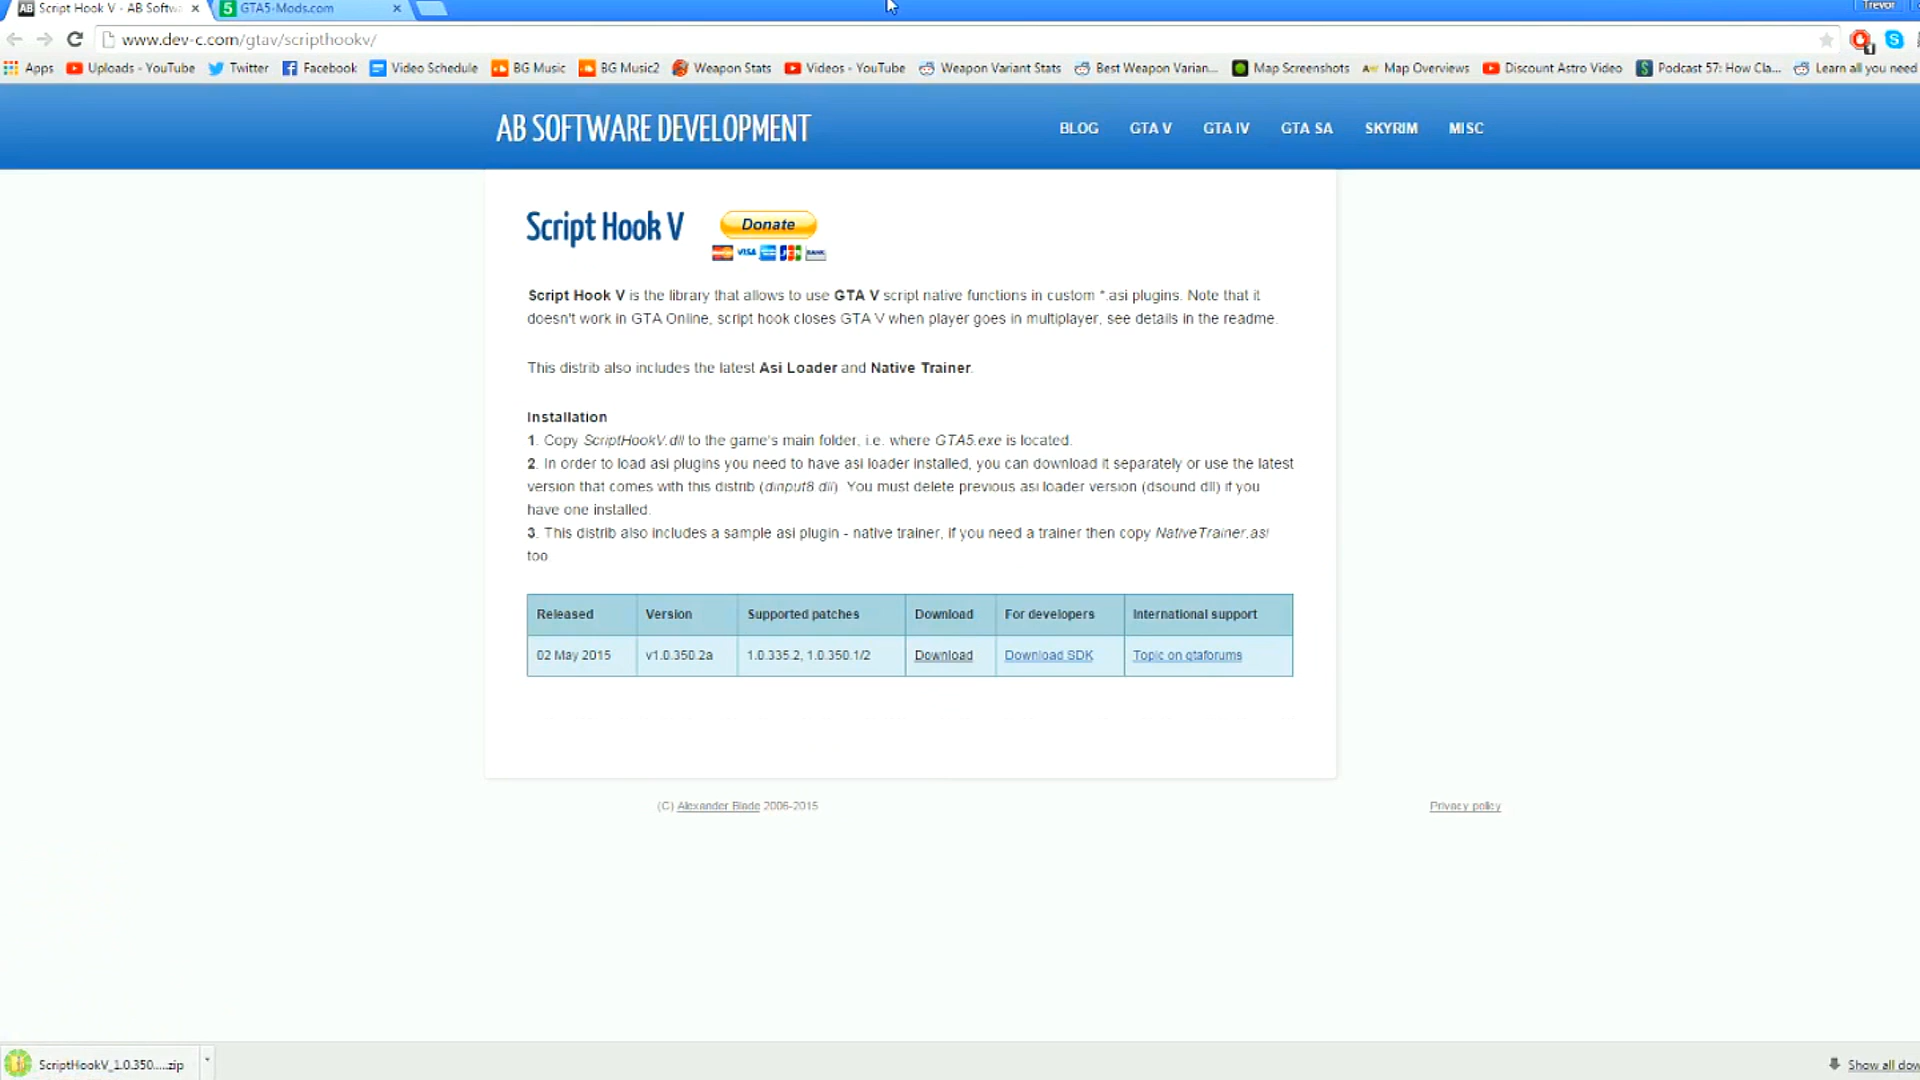 AB Script Hook V - AB Softwa
5 GTA5-Mods.com
Trevor
www.dev-c.com/gtav/scripthookv/
Apps Uploads - YouTube Twitter Facebook Video Schedule BG Music BG Music2 Weapon Stats Videos - YouTube Weapon Variant Stats Best Weapon Varian... Map Screenshots Map Overviews Discount Astro Video Podcast 57: How Cla... Learn all you need
AB SOFTWARE DEVELOPMENT
BLOG GTA V GTA IV GTA SA SKYRIM MISC
Script Hook V
Donate
VISA BANK
Script Hook V is the library that allows to use GTA V script native functions in custom *.asi plugins. Note that it
doesn't work in GTA Online, script hook closes GTA V when player goes in multiplayer, see details in the readme.
This distrib also includes the latest Asi Loader and Native Trainer.
Installation
1. Copy ScriptHookV.dll to the game's main folder, i.e. where GTA5.exe is located.
2. In order to load asi plugins you need to have asi loader installed, you can download it separately or use the latest
version that comes with this distrib (dinput8 dll) You must delete previous asi loader version (dsound dll) if you
have one installed.
3. This distrib also includes a sample asi plugin - native trainer, if you need a trainer then copy NativeTrainer.asi
too
Released Version Supported patches Download For developers International support
02 May 2015 v1.0.350.2a 1.0.335.2, 1.0.350.1/2 Download Download SDK Topic on gtaforums
(C) Alexander Blade 2006-2015
Privacy policy
ScriptHookV_1.0.350.....zip
Show all dow